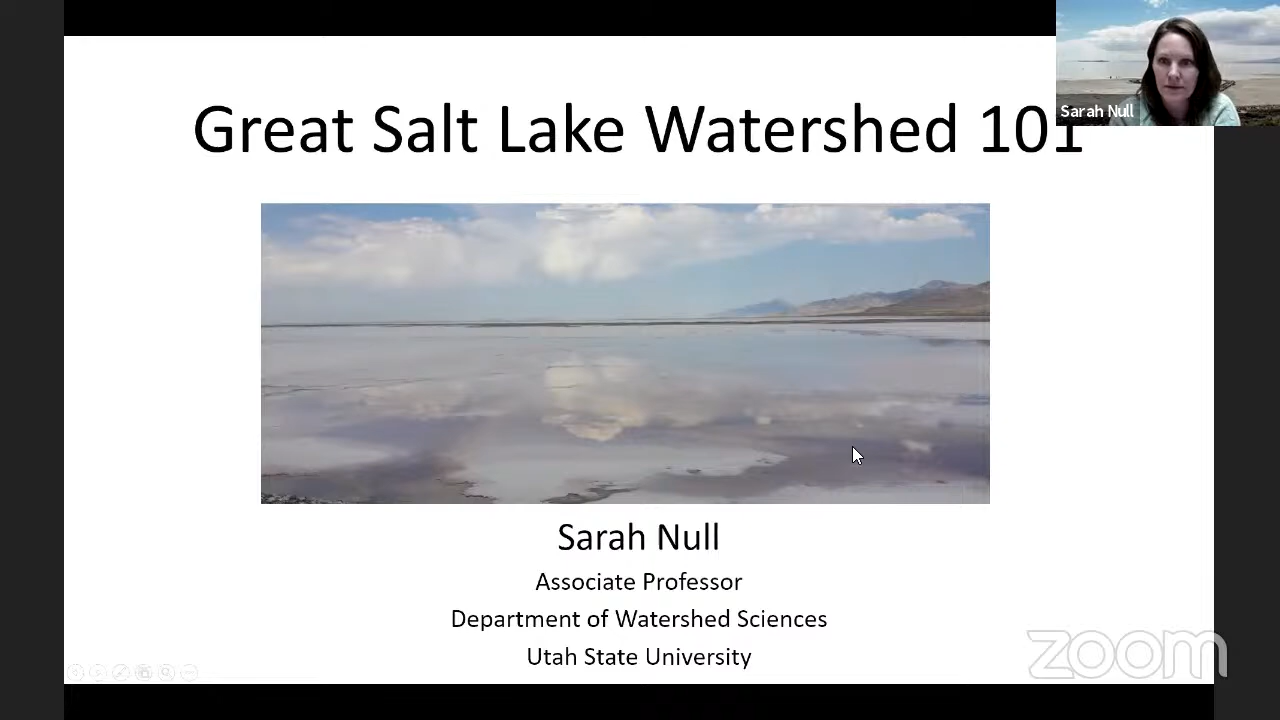 Great Salt Lake Watershed 101
Sarah Null
Sarah Null
Associate Professor
Department of Watershed Sciences
Utah State University
zoom